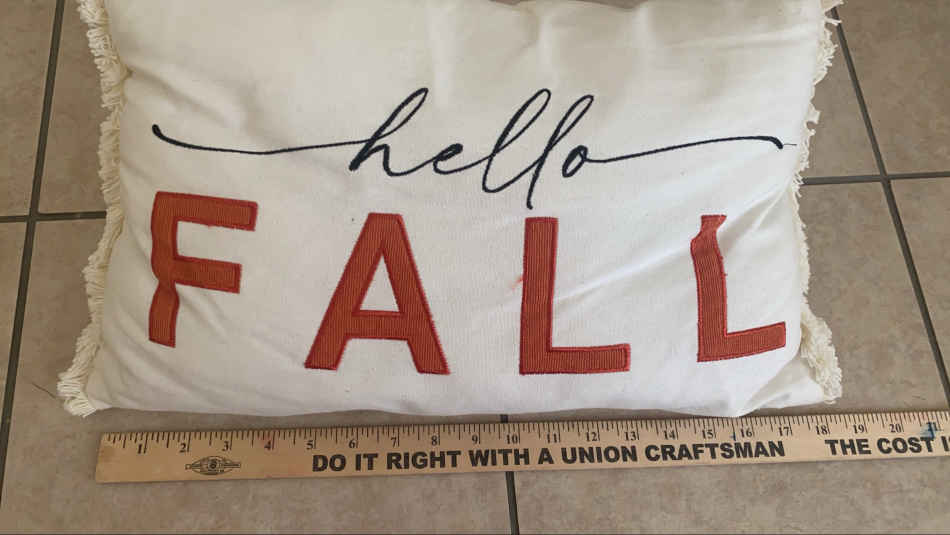 hello
FALL
1 2 3 4 5 6 7 8 9 10 11 12 13 14 15 16 17 18 19 20
DO IT RIGHT WITH A UNION CRAFTSMAN THE COST